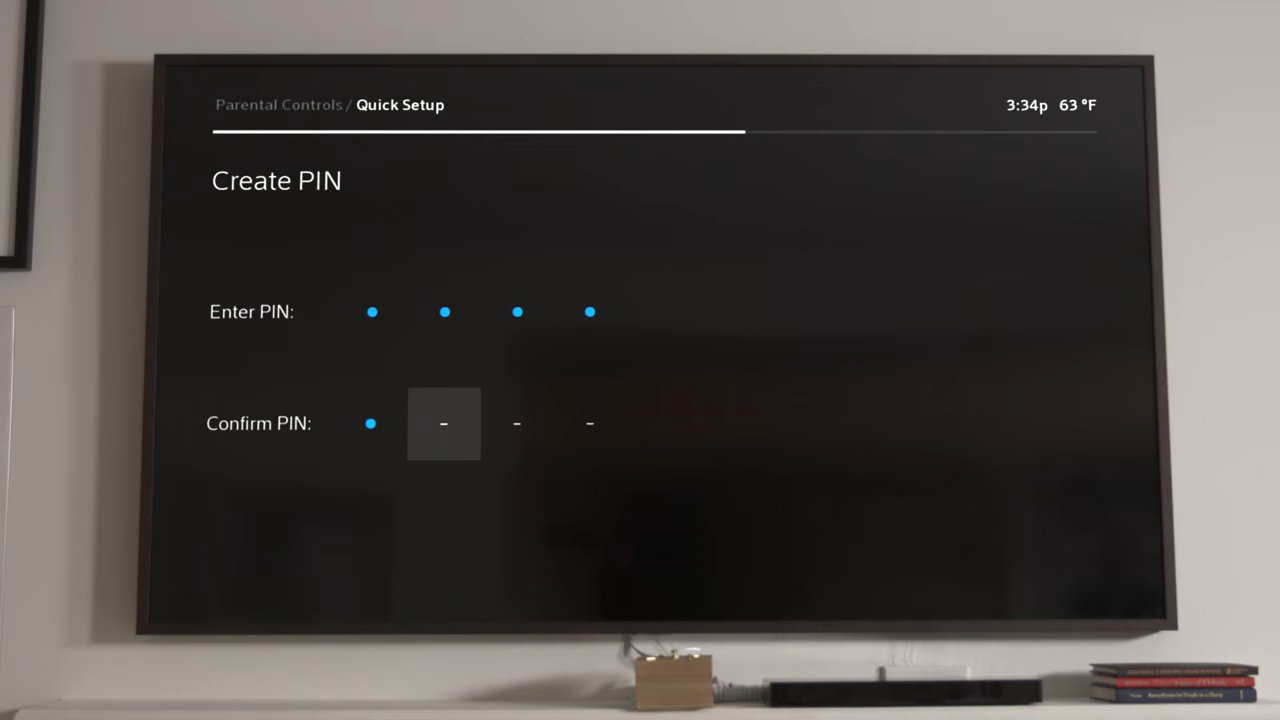 Parental Controls / Quick Setup
3:34p 63 °F
Create PIN
Enter PIN:
Confirm PIN: - - -